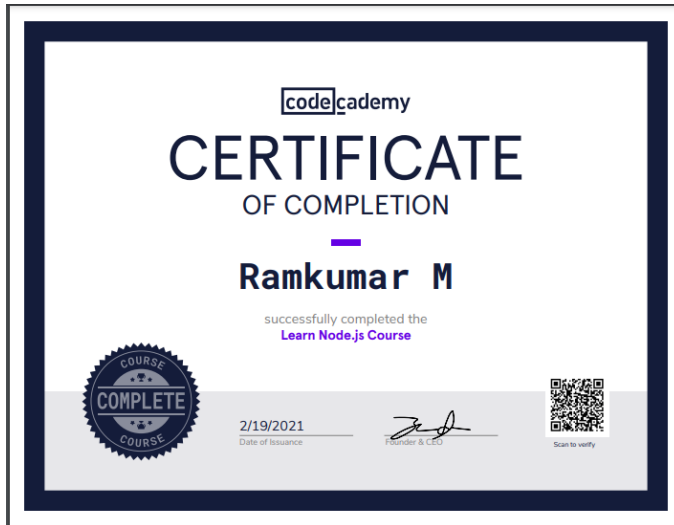 codecademy
CERTIFICATE
OF COMPLETION
Ramkumar M
successfully completed the
Learn Node.js Course
COURSE
COMPLETE
COURSE
2/19/2021
Date of Issuance
Founder & CEO
Scan to verify